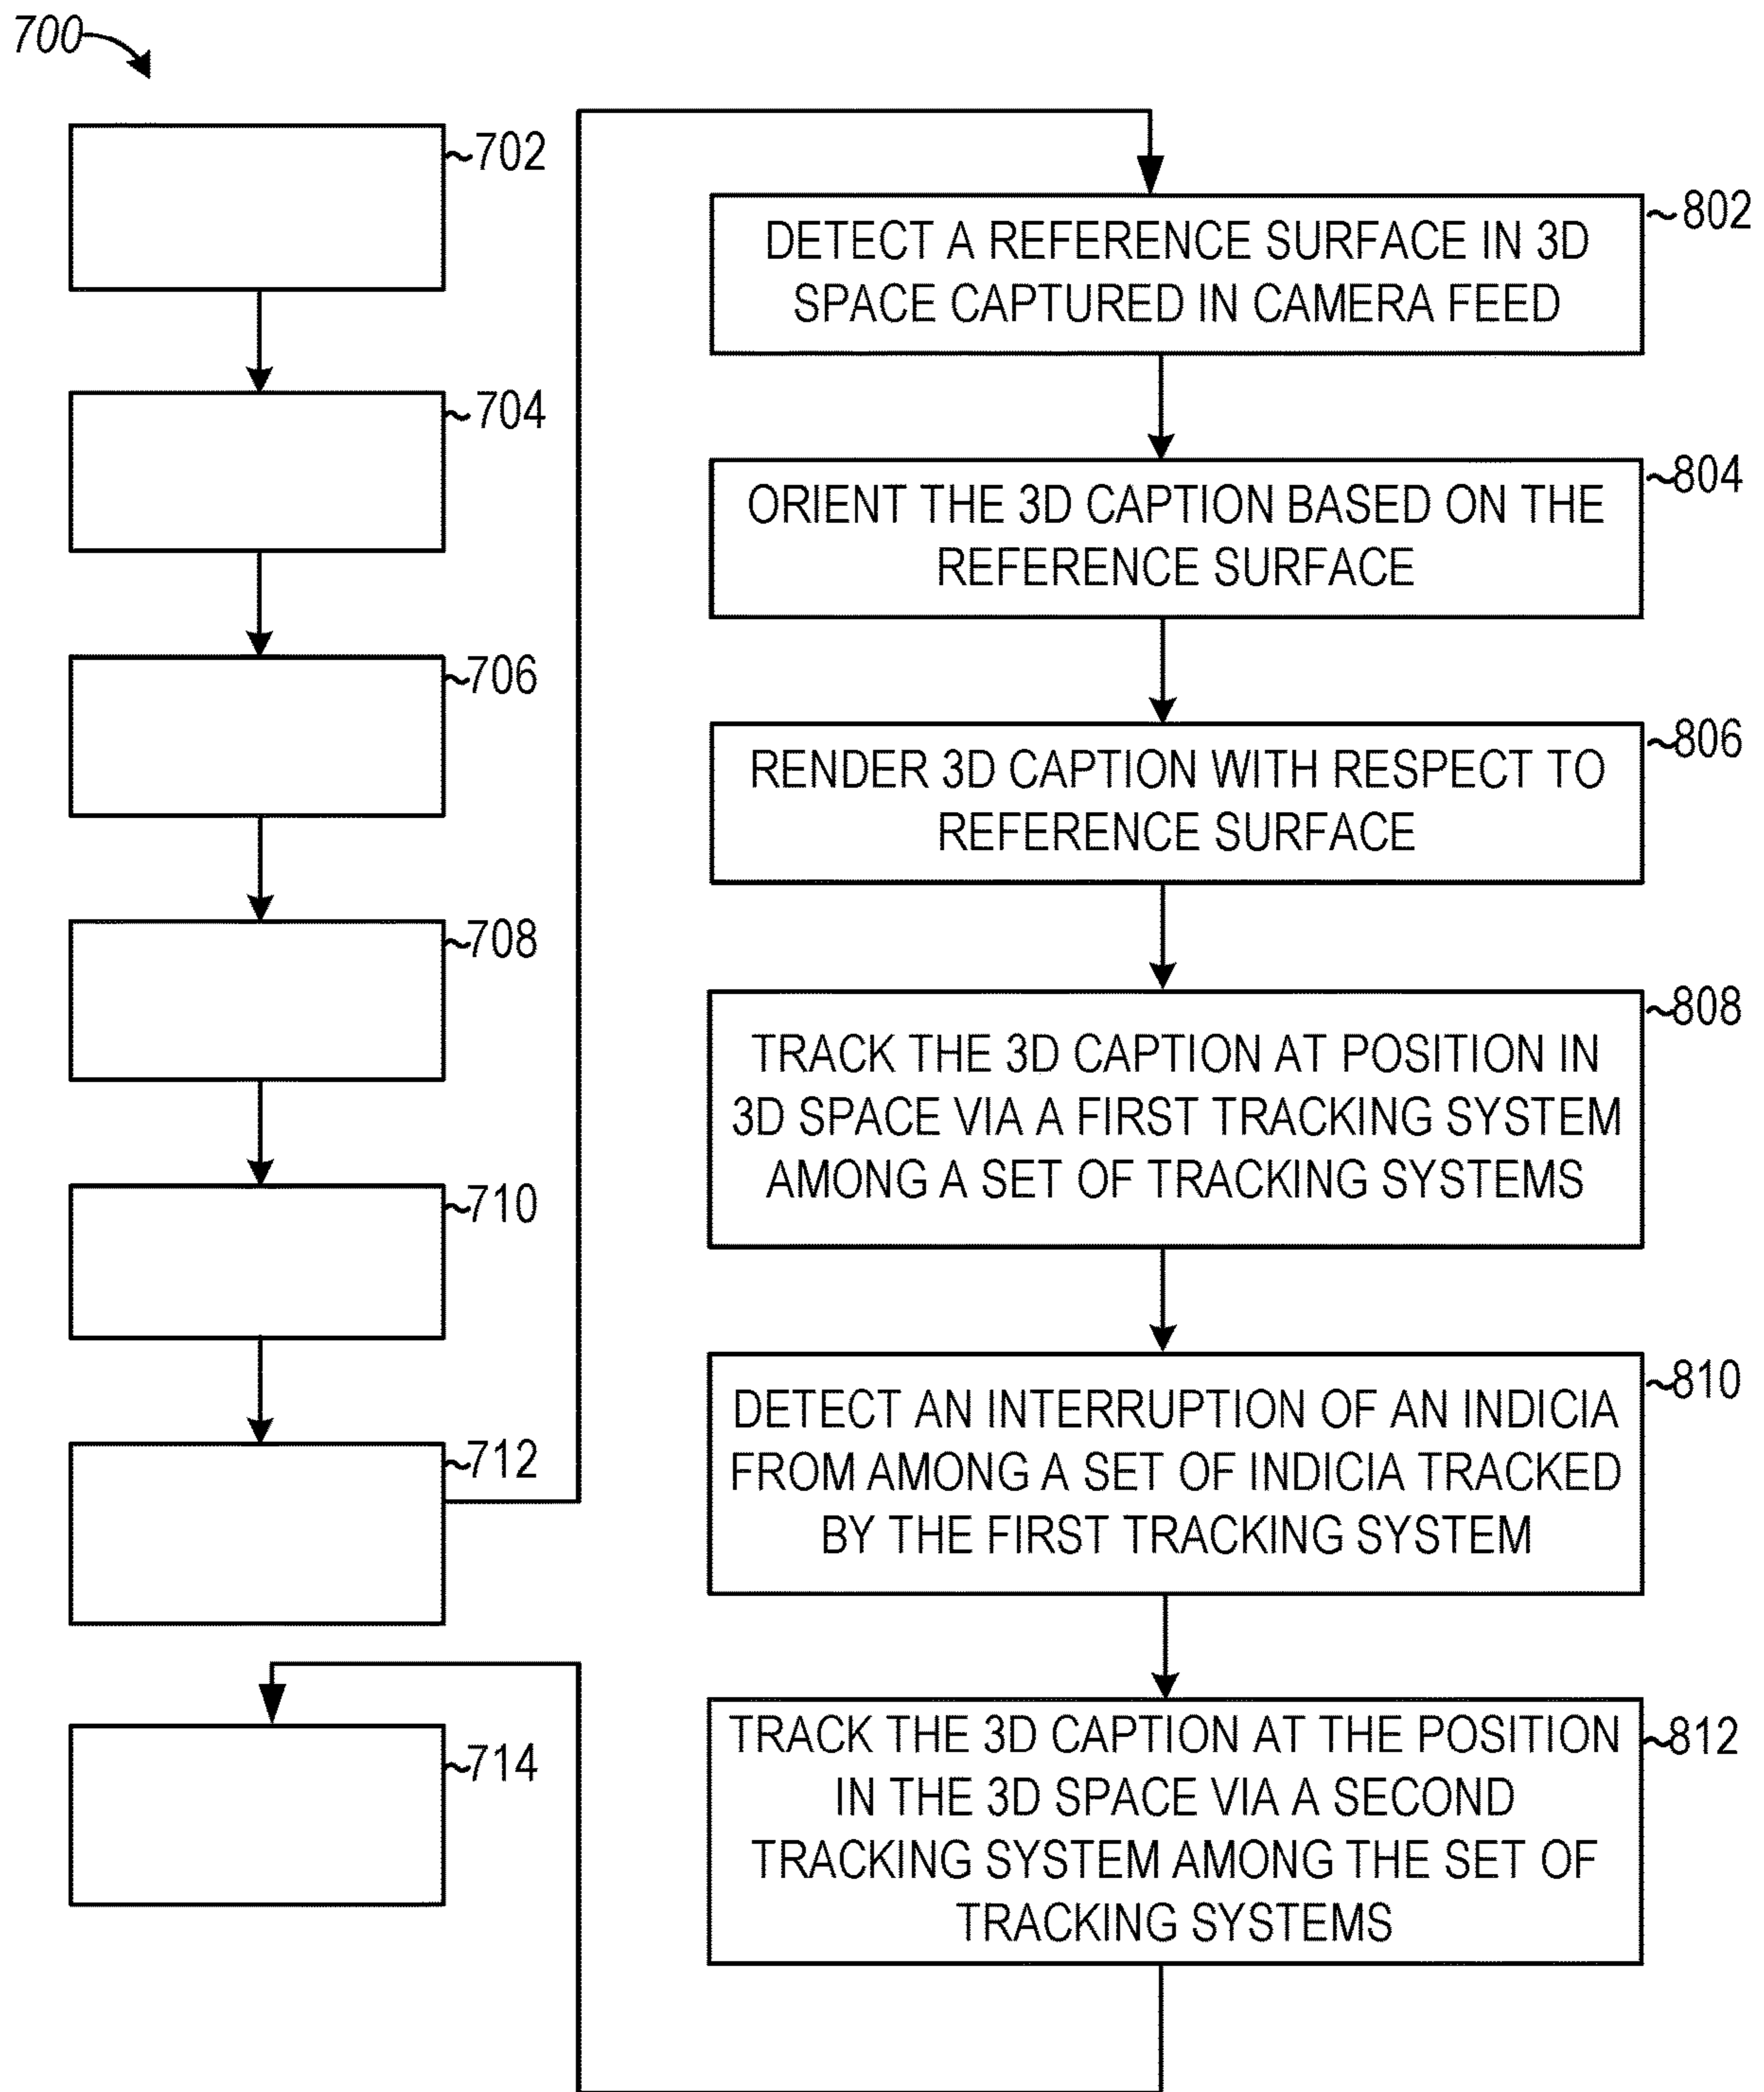 700
702
704
706
708
710
712
714
802
DETECT A REFERENCE SURFACE IN 3D
SPACE CAPTURED IN CAMERA FEED
804
ORIENT THE 3D CAPTION BASED ON THE
REFERENCE SURFACE
806
RENDER 3D CAPTION WITH RESPECT TO
REFERENCE SURFACE
808
TRACK THE 3D CAPTION AT POSITION IN
3D SPACE VIA A FIRST TRACKING SYSTEM
AMONG A SET OF TRACKING SYSTEMS
810
DETECT AN INTERRUPTION OF AN INDICIA
FROM AMONG A SET OF INDICIA TRACKED
BY THE FIRST TRACKING SYSTEM
812
TRACK THE 3D CAPTION AT THE POSITION
IN THE 3D SPACE VIA A SECOND
TRACKING SYSTEM AMONG THE SET OF
TRACKING SYSTEMS